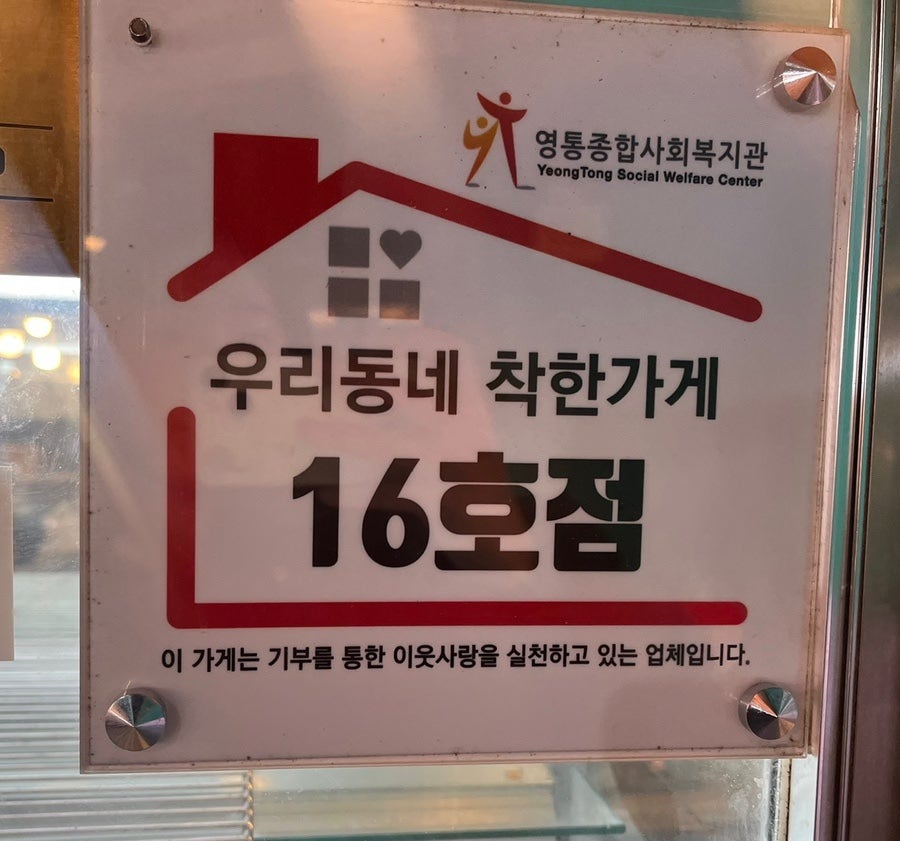 영통종합사회복지관
YeongTong Social Welfare Center
우리동네 착한가게
16호점
이 가게는 기부를 통한 이웃사랑을 실천하고 있는 업체입니다.